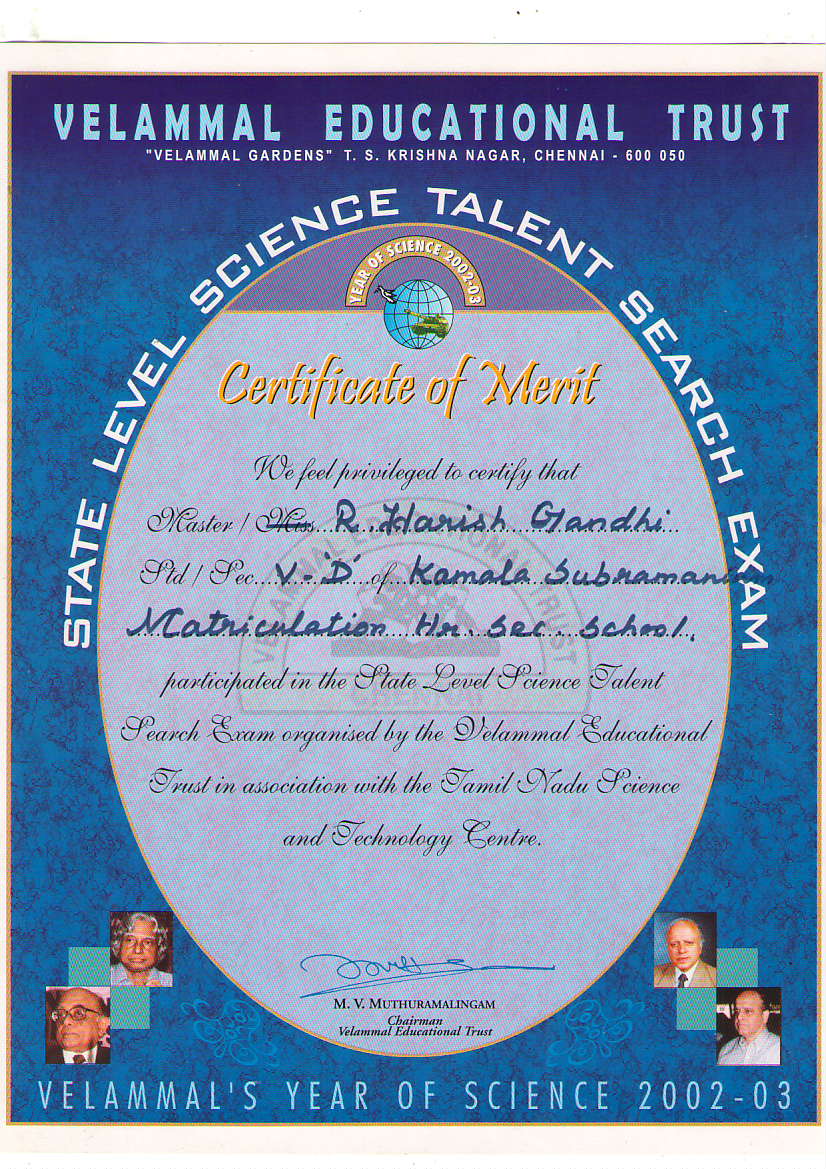 VELAMMAL EDUCATIONAL TRUST
"VELAMMAL GARDENS" T. S. KRISHNA NAGAR, CHENNAI - 600 050
STATE LEVEL SCIENCE TALENT SEARCH EXAM
YEAR OF SCIENCE 2002-03
Certificate of Merit
We feel privileged to certify that
Master / Miss R. Harish Gandhi
Std / Sec V-'D' of Kamala Subramaniam
Matriculation Hr. Sec. School.
participated in the State Level Science Talent
Search Exam organised by the Velammal Educational
Trust in association with the Tamil Nadu Science
and Technology Centre.
VELAMMAL EDUCATIONAL TRUST
M. V. MUTHURAMALINGAM
Chairman
Velammal Educational Trust
VELAMMAL'S YEAR OF SCIENCE 2002-03